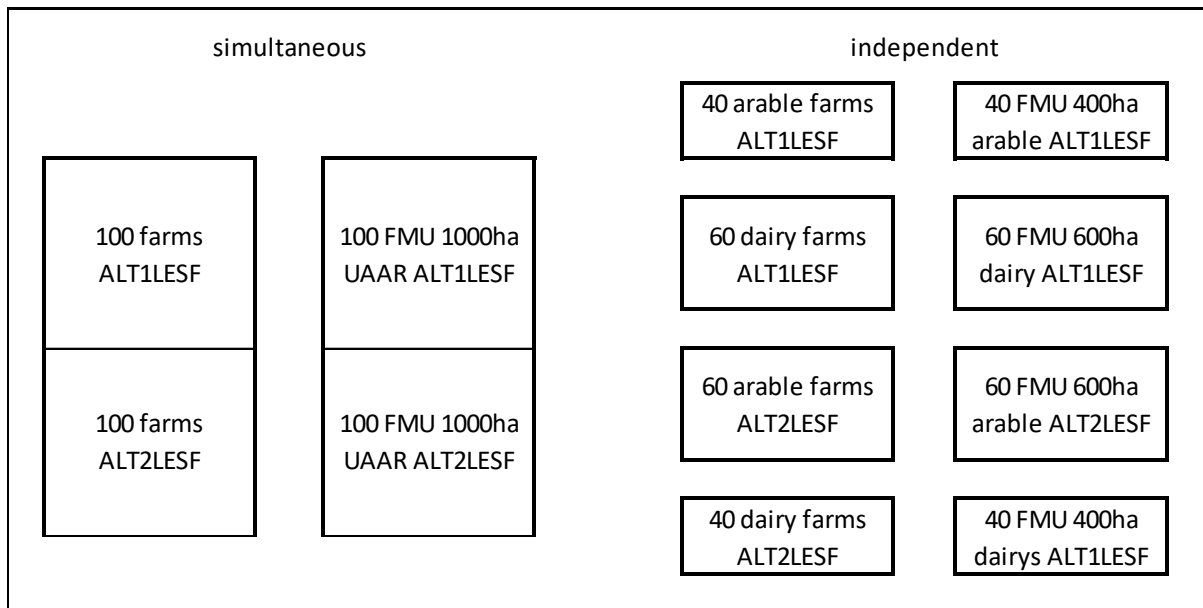 simultaneous
independent
100 farms
ALT1LESF
100 FMU 1000ha
UAAR ALT1LESF
100 farms
ALT2LESF
100 FMU 1000ha
UAAR ALT2LESF
40 arable farms
ALT1LESF
40 FMU 400ha
arable ALT1LESF
60 dairy farms
ALT1LESF
60 FMU 600ha
dairy ALT1LESF
60 arable farms
ALT2LESF
60 FMU 600ha
arable ALT2LESF
40 dairy farms
ALT2LESF
40 FMU 400ha
dairys ALT1LESF